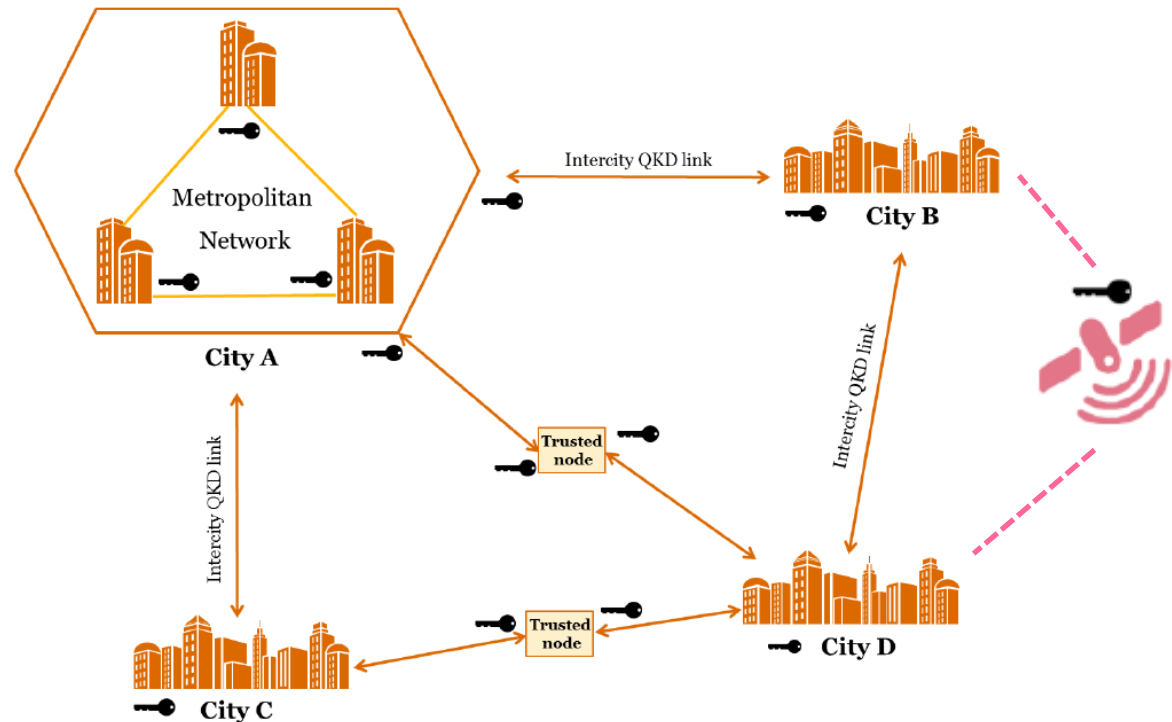 Metropolitan
Network
Intercity QKD link
City B
City A
Intercity QKD link
Intercity QKD link
Trusted
node
Trusted
node
City D
City C